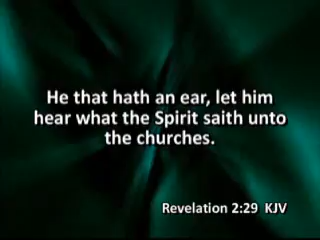 He that hath an ear, let him
hear what the Spirit saith unto
the churches.
Revelation 2:29 KJV